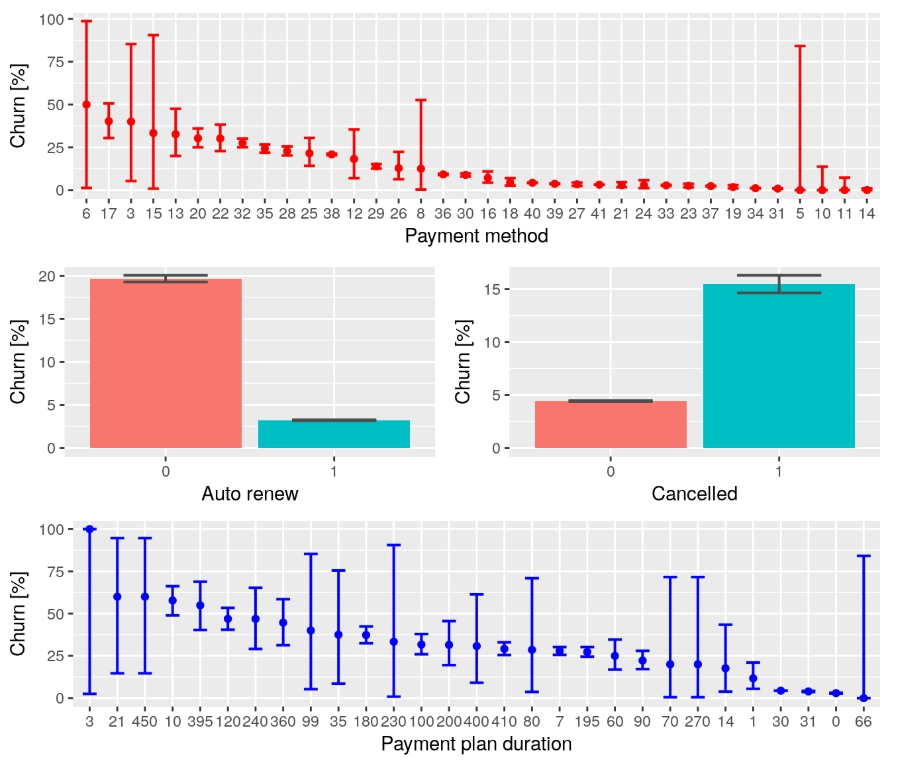 Churn [%]
100
75
50
25
0
6 17 3 15 13 20 22 32 35 28 25 38 12 29 26 8 36 30 16 18 40 39 27 41 21 24 33 23 37 19 34 31 5 10 11 14
Payment method
Churn [%]
20
15
10
5
0
0 1
Auto renew
Churn [%]
15
10
5
0
0 1
Cancelled
Churn [%]
100
75
50
25
0
3 21 450 10 395 120 240 360 99 35 180 230 100 200 400 410 80 7 195 60 90 70 270 14 1 30 31 0 66
Payment plan duration